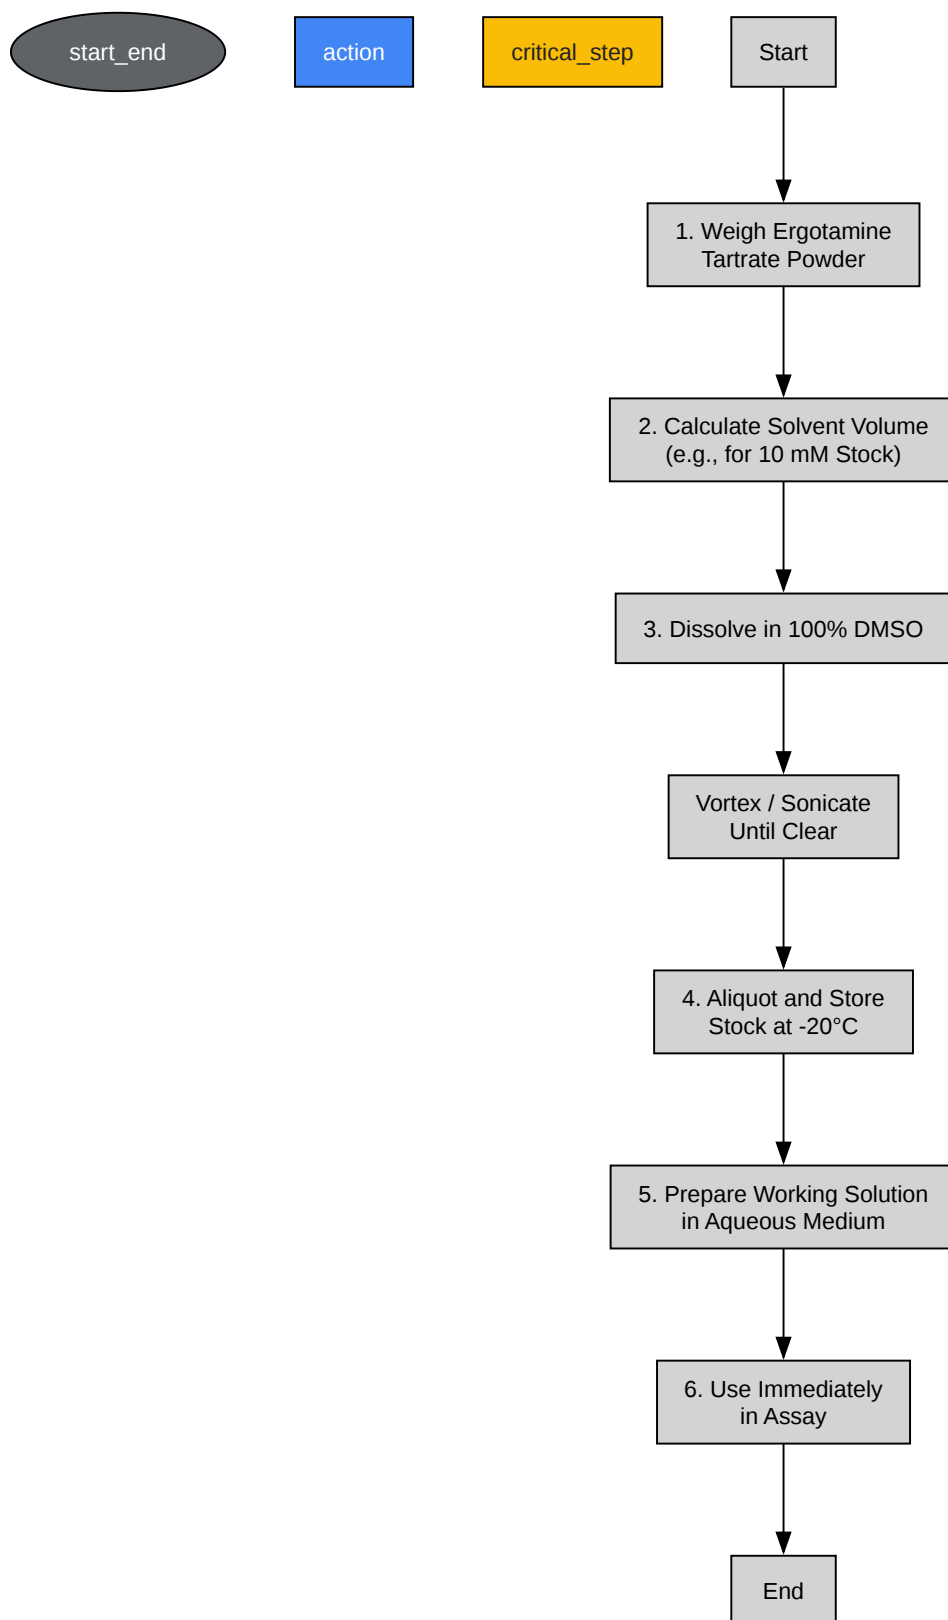 start_end
action
critical_step
Start
1. Weigh Ergotamine
Tartrate Powder
2. Calculate Solvent Volume
(e.g., for 10 mM Stock)
3. Dissolve in 100% DMSO
Vortex / Sonicate
Until Clear
4. Aliquot and Store
Stock at -20°C
5. Prepare Working Solution
in Aqueous Medium
6. Use Immediately
in Assay
End